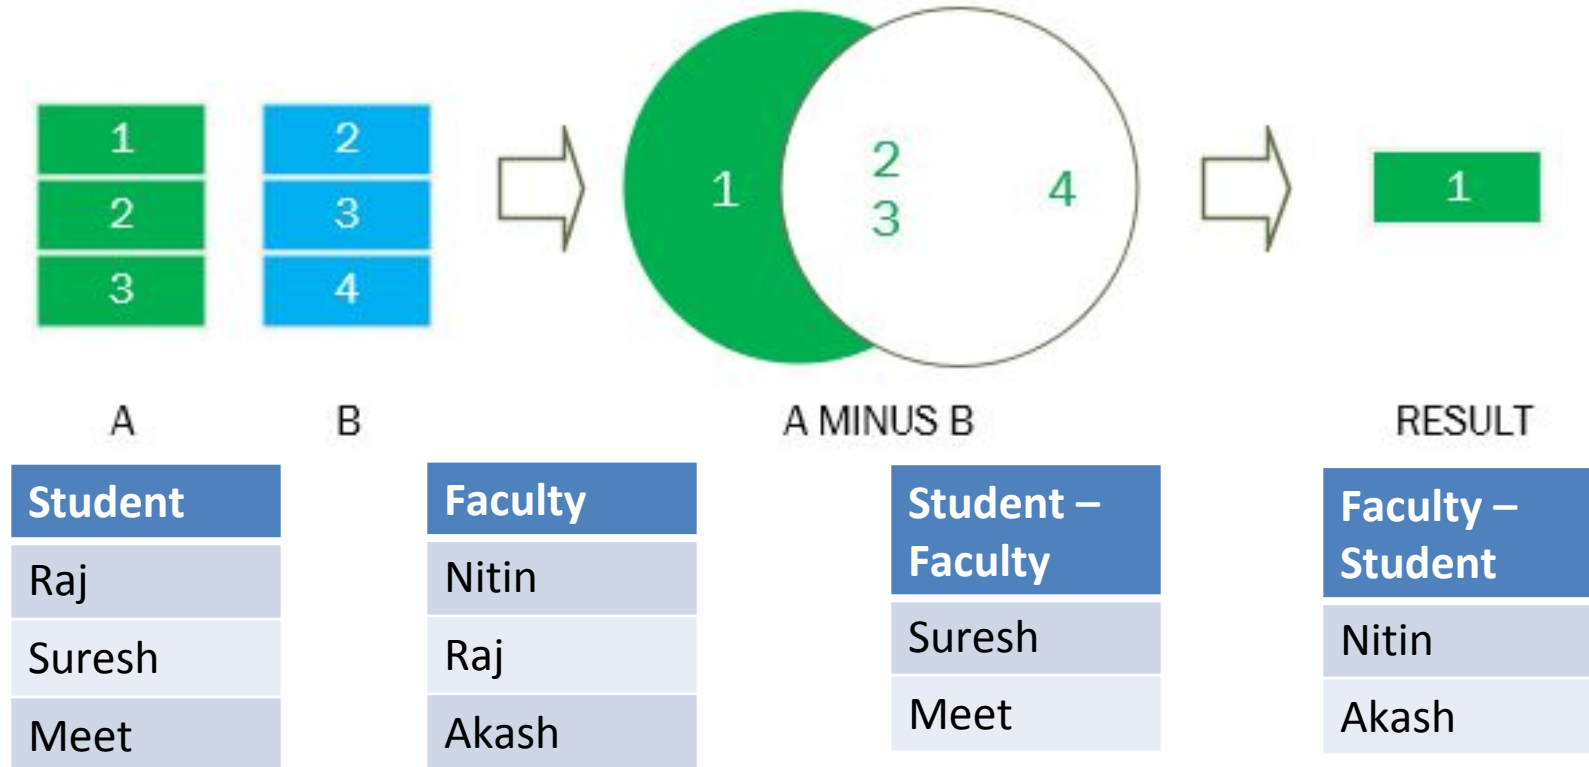 1
2
3
2
3
4
1
2
3
4
1
A
B
A MINUS B
RESULT
Student
Raj
Suresh
Meet
Faculty
Nitin
Raj
Akash
Student –
Faculty
Suresh
Meet
Faculty –
Student
Nitin
Akash